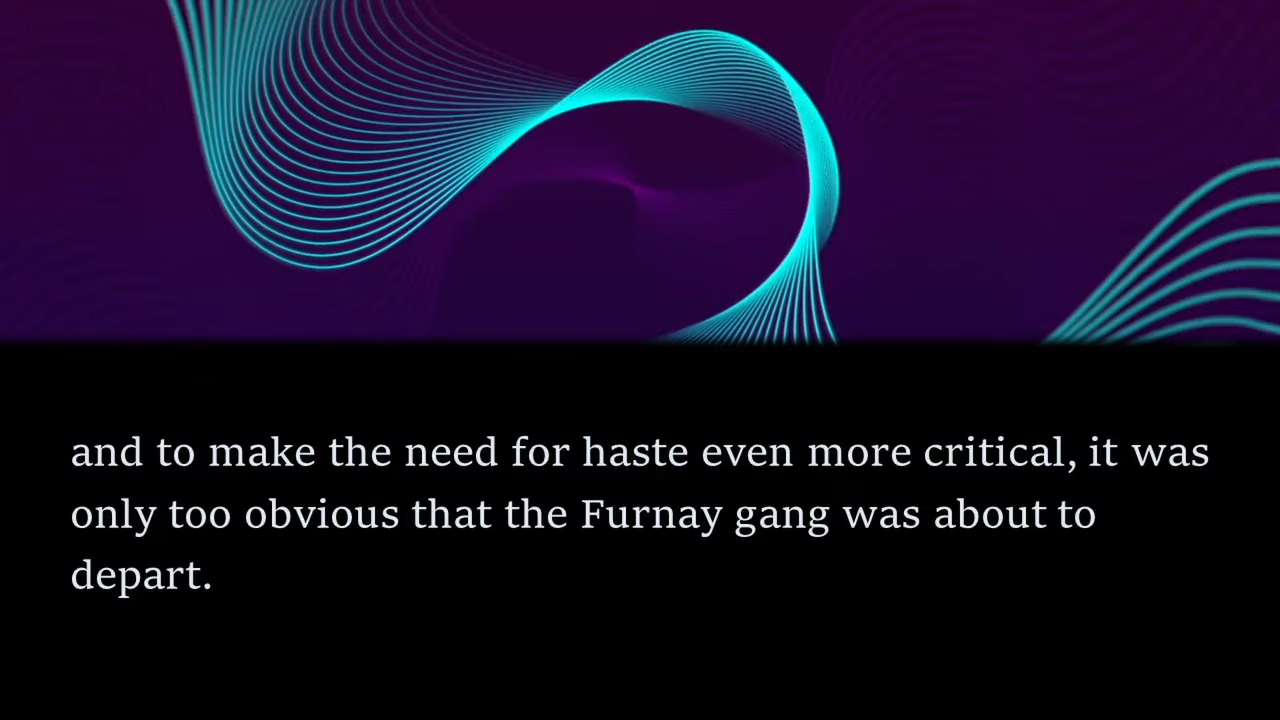 and to make the need for haste even more critical, it was
only too obvious that the Furnay gang was about to
depart.